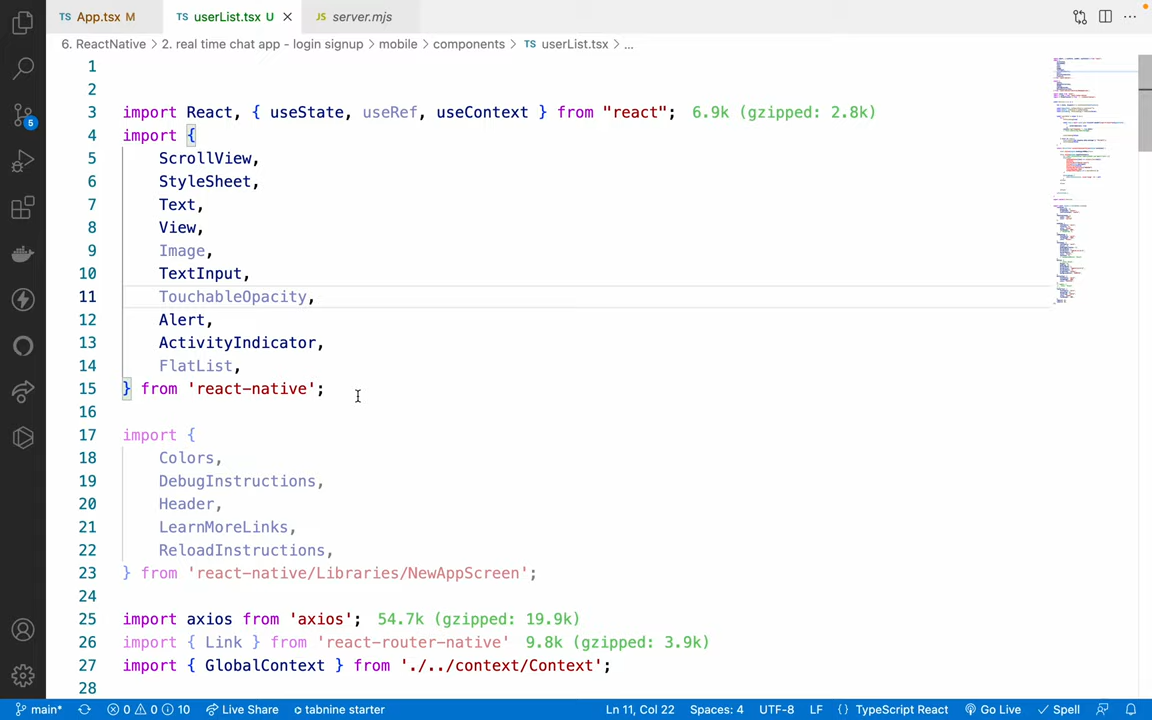 TS App.tsx M
TS userList.tsx U
JS server.mjs
6. ReactNative > 2. real time chat app - login signup > mobile > components > TS userList.tsx > ...
1
2
3 import React, { useState, useRef, useContext } from "react"; 6.9k (gzipped: 2.8k)
4 import {
5 ScrollView,
6 StyleSheet,
7 Text,
8 View,
9 Image,
10 TextInput,
11 TouchableOpacity,
12 Alert,
13 ActivityIndicator,
14 FlatList,
15 } from 'react-native';
16
17 import {
18 Colors,
19 DebugInstructions,
20 Header,
21 LearnMoreLinks,
22 ReloadInstructions,
23 } from 'react-native/Libraries/NewAppScreen';
24
25 import axios from 'axios'; 54.7k (gzipped: 19.9k)
26 import { Link } from 'react-router-native' 9.8k (gzipped: 3.9k)
27 import { GlobalContext } from './../context/Context';
28
5
main* 0 0 10 Live Share tabnine starter Ln 11, Col 22 Spaces: 4 UTF-8 LF {} TypeScript React Go Live Spell